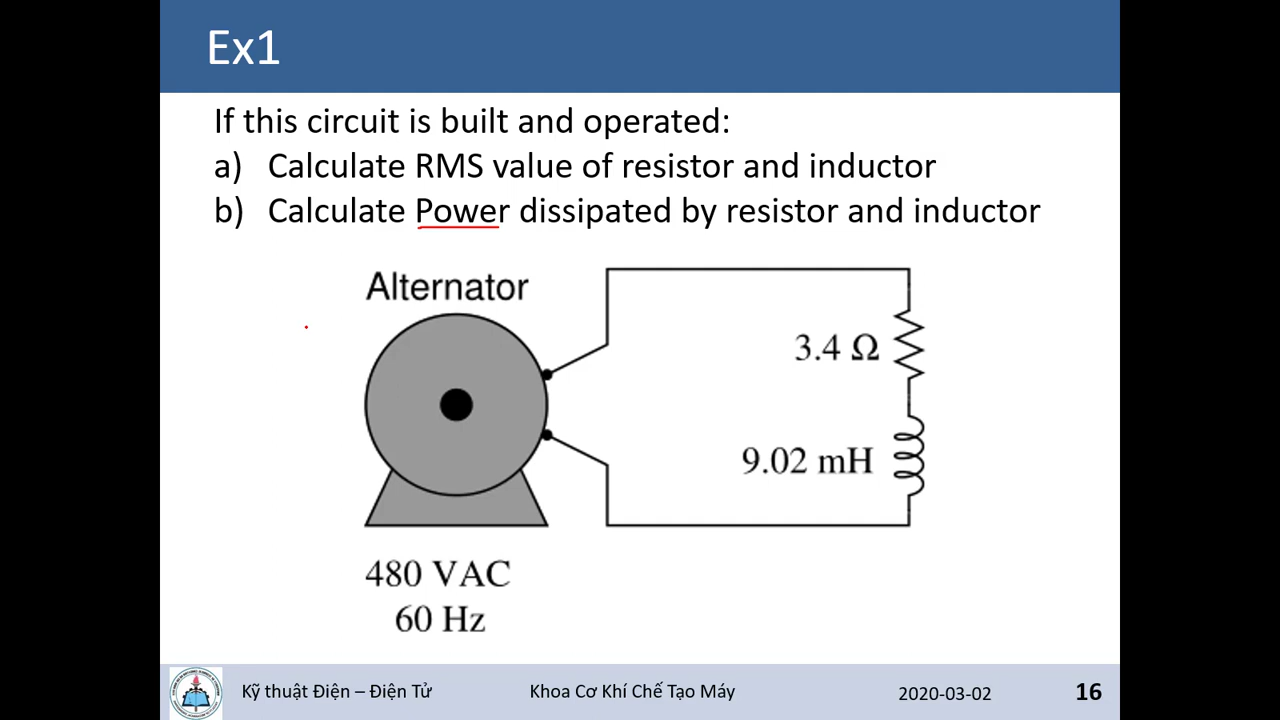 Ex1
If this circuit is built and operated:
a) Calculate RMS value of resistor and inductor
b) Calculate Power dissipated by resistor and inductor
Alternator
3.4 Ω
9.02 mH
480 VAC
60 Hz
Kỹ thuật Điện – Điện Tử
Khoa Cơ Khí Chế Tạo Máy
2020-03-02
16